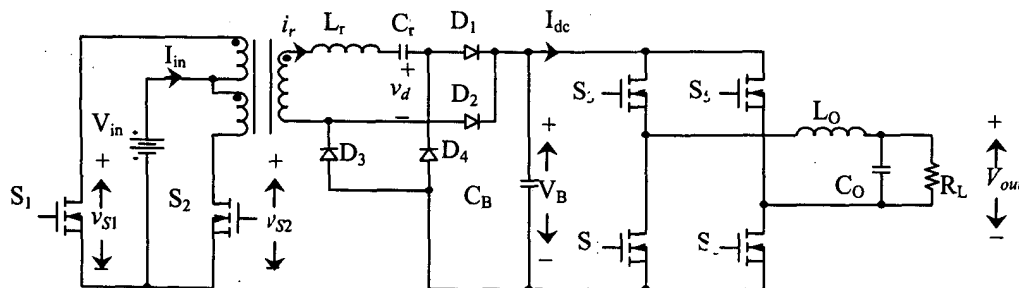 i_r
L_r
C_r
D_1
I_dc
I_in
v_d
D_2
V_in
D_3
D_4
S_1
v_S1
S_2
v_S2
C_B
V_B
L_O
C_O
R_L
V_out
+
−